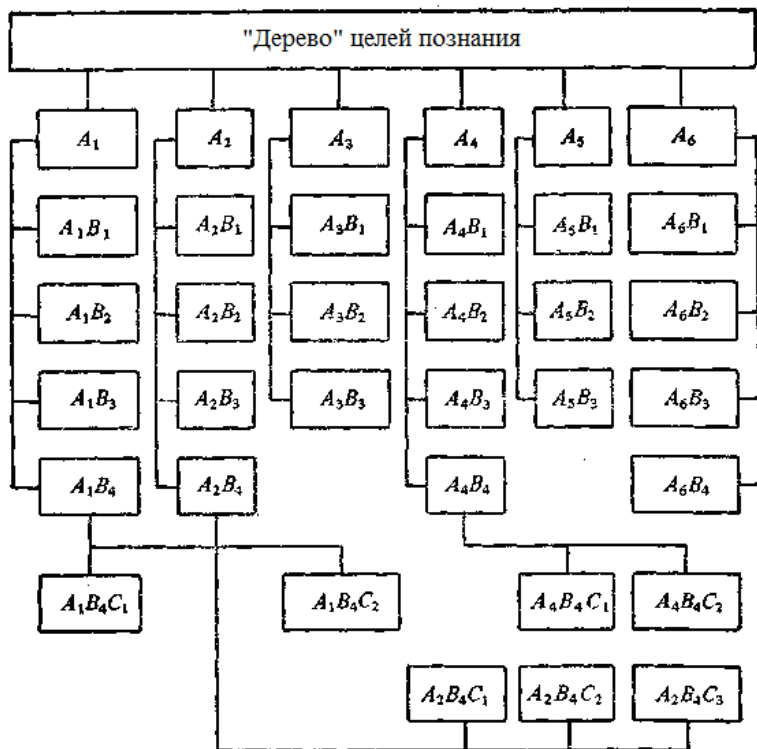 "Дерево" целей познания
A₁ A₂ A₃ A₄ A₅ A₆
A₁B₁ A₂B₁ A₃B₁ A₄B₁ A₅B₁ A₆B₁
A₁B₂ A₂B₂ A₃B₂ A₄B₂ A₅B₂ A₆B₂
A₁B₃ A₂B₃ A₃B₃ A₄B₃ A₅B₃ A₆B₃
A₁B₄ A₂B₄ A₄B₄ A₆B₄
A₁B₄C₁ A₁B₄C₂ A₄B₄C₁ A₄B₄C₂
A₂B₄C₁ A₂B₄C₂ A₂B₄C₃